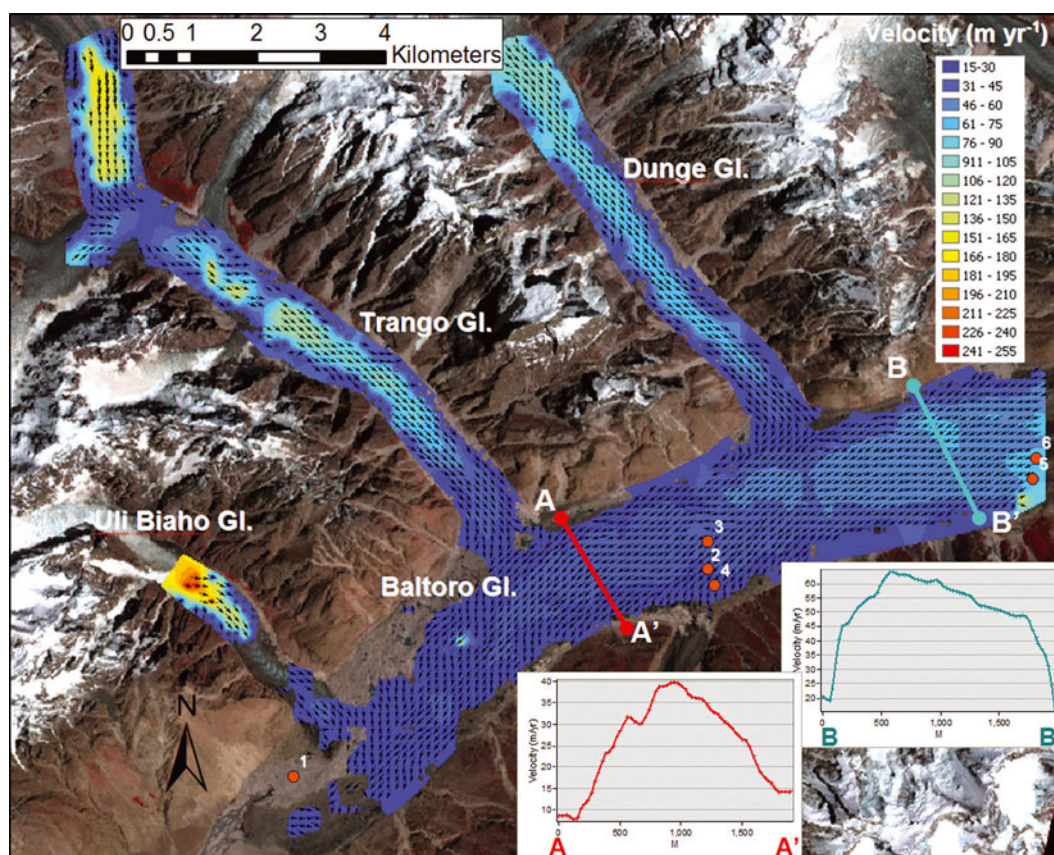 0 0.5 1 2 3 4
Kilometers
Velocity (m yr⁻¹)
15-30
31 - 45
46 - 60
61 - 75
76 - 90
911 - 105
106 - 120
121 - 135
136 - 150
151 - 165
166 - 180
181 - 195
196 - 210
211 - 225
226 - 240
241 - 255
Dunge Gl.
Trango Gl.
B
6
5
Uli Biaho Gl.
A
B'
3
2
Baltoro Gl.
4
A'
N
1
Velocity (m/yr)
60
55
50
45
40
35
30
25
20
0 500 1,000 1,500
M
B B'
Velocity (m/yr)
40
35
30
25
20
15
10
0 500 1,000 1,500
M
A A'